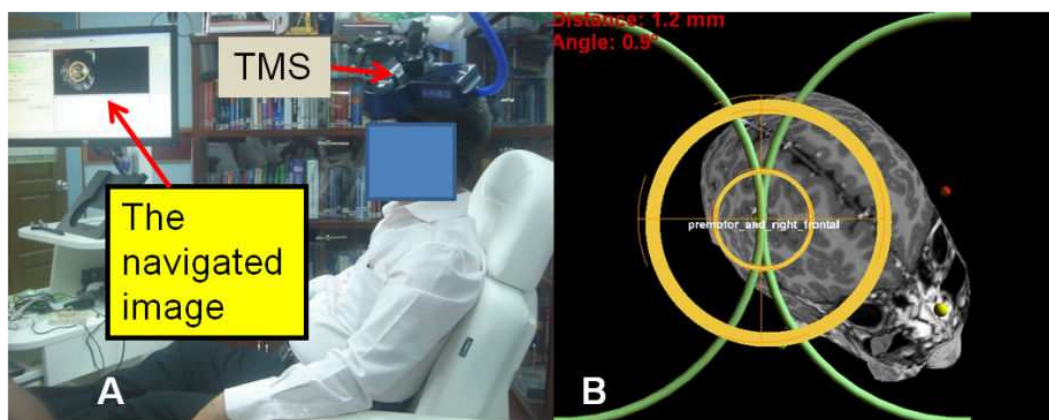 TMS
The
navigated
image
A
Distance: 1.2 mm
Angle: 0.9°
premotor_and_right_frontal
B